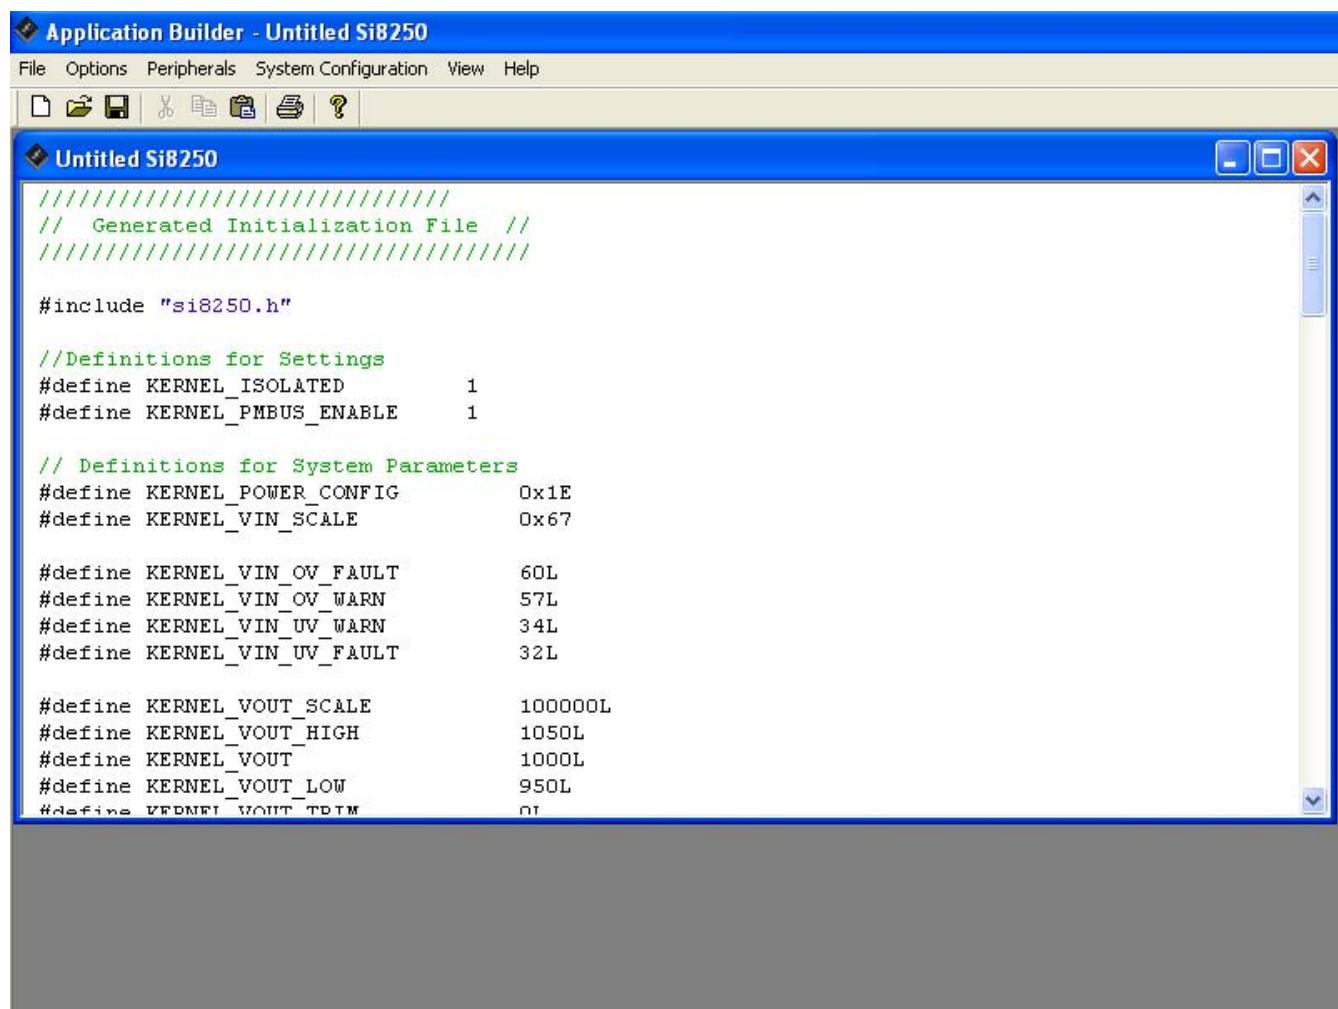 Application Builder - Untitled Si8250
File Options Peripherals System Configuration View Help
Untitled Si8250
///////////////////////////////
// Generated Initialization File //
/////////////////////////////////////
#include "si8250.h"
//Definitions for Settings
#define KERNEL_ISOLATED 1
#define KERNEL_PMBUS_ENABLE 1
// Definitions for System Parameters
#define KERNEL_POWER_CONFIG 0x1E
#define KERNEL_VIN_SCALE 0x67
#define KERNEL_VIN_OV_FAULT 60L
#define KERNEL_VIN_OV_WARN 57L
#define KERNEL_VIN_UV_WARN 34L
#define KERNEL_VIN_UV_FAULT 32L
#define KERNEL_VOUT_SCALE 100000L
#define KERNEL_VOUT_HIGH 1050L
#define KERNEL_VOUT 1000L
#define KERNEL_VOUT_LOW 950L
#define KERNEL_VOUT_TRIM 0L